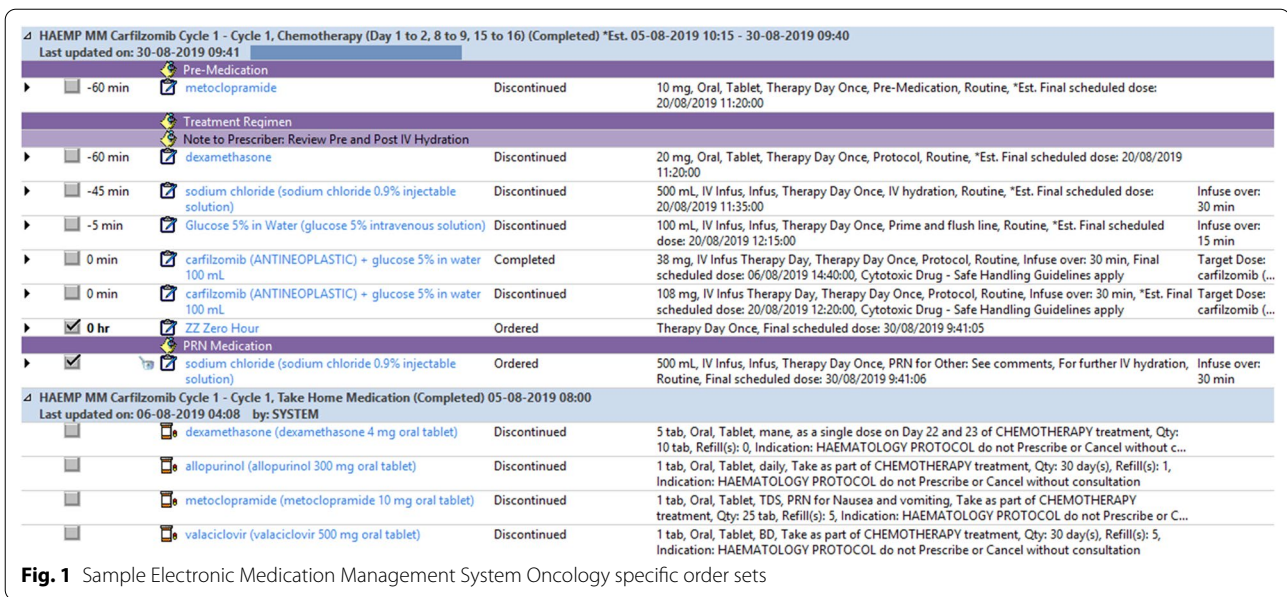 HAEMP MM Carfilzomib Cycle 1 - Cycle 1, Chemotherapy (Day 1 to 2, 8 to 9, 15 to 16) (Completed) *Est. 05-08-2019 10:15 - 30-08-2019 09:40
Last updated on: 30-08-2019 09:41
Pre-Medication
-60 min metoclopramide Discontinued 10 mg, Oral, Tablet, Therapy Day Once, Pre-Medication, Routine, *Est. Final scheduled dose:
20/08/2019 11:20:00
Treatment Regimen
Note to Prescriber: Review Pre and Post IV Hydration
-60 min dexamethasone Discontinued 20 mg, Oral, Tablet, Therapy Day Once, Protocol, Routine, *Est. Final scheduled dose: 20/08/2019
11:20:00
-45 min sodium chloride (sodium chloride 0.9% injectable Discontinued 500 mL, IV Infus, Infus, Therapy Day Once, IV hydration, Routine, *Est. Final scheduled dose: Infuse over:
solution) 20/08/2019 11:35:00 30 min
-5 min Glucose 5% in Water (glucose 5% intravenous solution) Discontinued 100 mL, IV Infus, Infus, Therapy Day Once, Prime and flush line, Routine, *Est. Final scheduled Infuse over:
dose: 20/08/2019 12:15:00 15 min
0 min carfilzomib (ANTINEOPLASTIC) + glucose 5% in water Completed 38 mg, IV Infus Therapy Day, Therapy Day Once, Protocol, Routine, Infuse over: 30 min, Final Target Dose:
100 mL scheduled dose: 06/08/2019 14:40:00, Cytotoxic Drug - Safe Handling Guidelines apply carfilzomib (...
0 min carfilzomib (ANTINEOPLASTIC) + glucose 5% in water Discontinued 108 mg, IV Infus Therapy Day, Therapy Day Once, Protocol, Routine, Infuse over: 30 min, *Est. Final Target Dose:
100 mL scheduled dose: 20/08/2019 12:20:00, Cytotoxic Drug - Safe Handling Guidelines apply carfilzomib (...
0 hr ZZ Zero Hour Ordered Therapy Day Once, Final scheduled dose: 30/08/2019 9:41:05
PRN Medication
sodium chloride (sodium chloride 0.9% injectable Ordered 500 mL, IV Infus, Infus, Therapy Day Once, PRN for Other: See comments, For further IV hydration, Infuse over:
solution) Routine, Final scheduled dose: 30/08/2019 9:41:06 30 min
HAEMP MM Carfilzomib Cycle 1 - Cycle 1, Take Home Medication (Completed) 05-08-2019 08:00
Last updated on: 06-08-2019 04:08 by: SYSTEM
dexamethasone (dexamethasone 4 mg oral tablet) Discontinued 5 tab, Oral, Tablet, mane, as a single dose on Day 22 and 23 of CHEMOTHERAPY treatment, Qty:
10 tab, Refill(s): 0, Indication: HAEMATOLOGY PROTOCOL do not Prescribe or Cancel without c...
allopurinol (allopurinol 300 mg oral tablet) Discontinued 1 tab, Oral, Tablet, daily, Take as part of CHEMOTHERAPY treatment, Qty: 30 day(s), Refill(s): 1,
Indication: HAEMATOLOGY PROTOCOL do not Prescribe or Cancel without consultation
metoclopramide (metoclopramide 10 mg oral tablet) Discontinued 1 tab, Oral, Tablet, TDS, PRN for Nausea and vomiting, Take as part of CHEMOTHERAPY
treatment, Qty: 25 tab, Refill(s): 5, Indication: HAEMATOLOGY PROTOCOL do not Prescribe or C...
valaciclovir (valaciclovir 500 mg oral tablet) Discontinued 1 tab, Oral, Tablet, BD, Take as part of CHEMOTHERAPY treatment, Qty: 30 day(s), Refill(s): 5,
Indication: HAEMATOLOGY PROTOCOL do not Prescribe or Cancel without consultation
Fig. 1 Sample Electronic Medication Management System Oncology specific order sets